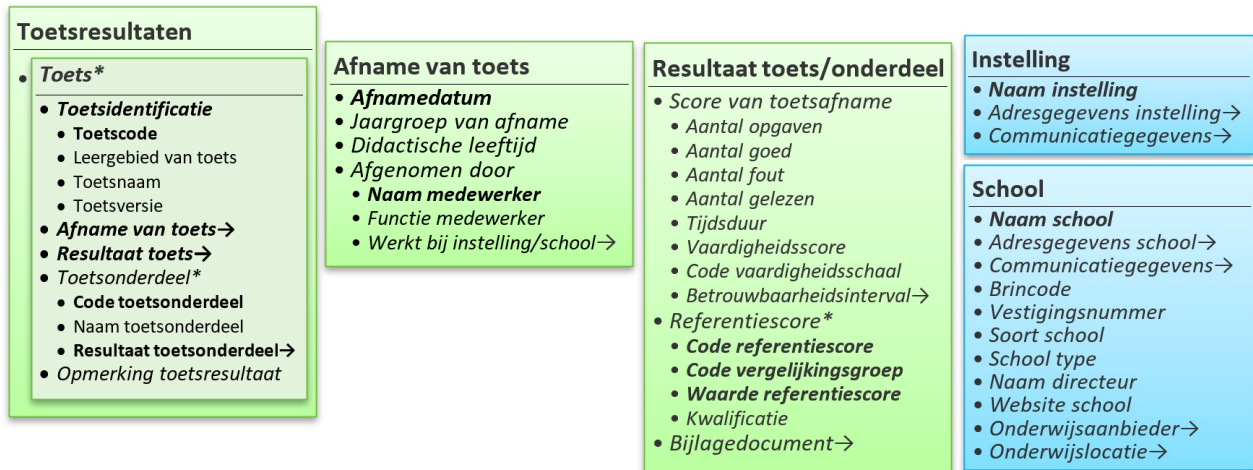 Toetsresultaten
• Toets*
• Toetsidentificatie
• Toetscode
• Leergebied van toets
• Toetsnaam
• Toetsversie
• Afname van toets→
• Resultaat toets→
• Toetsonderdeel*
• Code toetsonderdeel
• Naam toetsonderdeel
• Resultaat toetsonderdeel→
• Opmerking toetsresultaat
Afname van toets
• Afnamedatum
• Jaargroep van afname
• Didactische leeftijd
• Afgenomen door
• Naam medewerker
• Functie medewerker
• Werkt bij instelling/school→
Resultaat toets/onderdeel
• Score van toetsafname
• Aantal opgaven
• Aantal goed
• Aantal fout
• Aantal gelezen
• Tijdsduur
• Vaardigheidsscore
• Code vaardigheidsschaal
• Betrouwbaarheidsinterval→
• Referentiescore*
• Code referentiescore
• Code vergelijkingsgroep
• Waarde referentiescore
• Kwalificatie
• Bijlagedocument→
Instelling
• Naam instelling
• Adresgegevens instelling→
• Communicatiegegevens→
School
• Naam school
• Adresgegevens school→
• Communicatiegegevens→
• Brincode
• Vestigingsnummer
• Soort school
• School type
• Naam directeur
• Website school
• Onderwijsaanbieder→
• Onderwijslocatie→